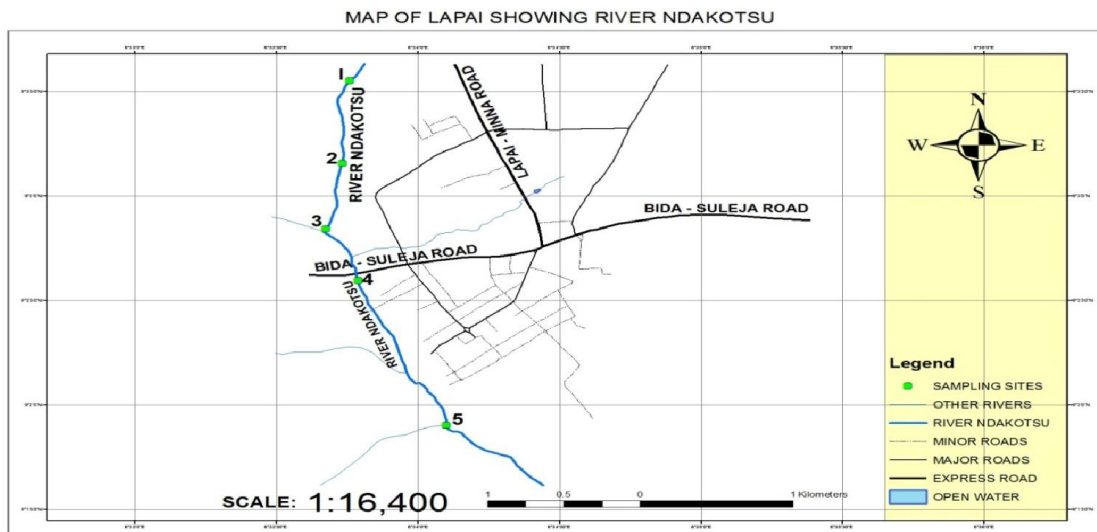 MAP OF LAPAI SHOWING RIVER NDAKOTSU
1
RIVER NDAKOTSU
2
3
LAPAI - MINNA ROAD
BIDA - SULEJA ROAD
BIDA - SULEJA ROAD
4
RIVER NDAKOTSU
5
N
W
E
S
Legend
SAMPLING SITES
OTHER RIVERS
RIVER NDAKOTSU
MINOR ROADS
MAJOR ROADS
EXPRESS ROAD
OPEN WATER
SCALE: 1:16,400
1 0.5 0 1 Kilometers